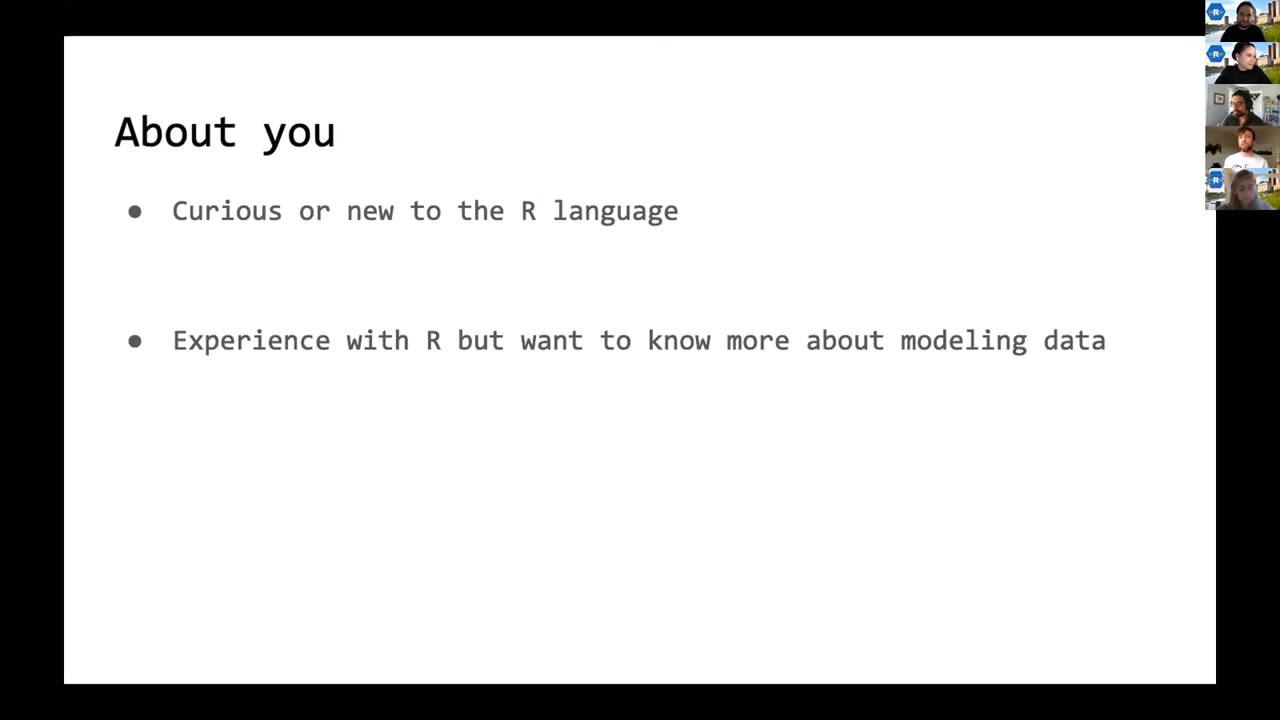 About you
● Curious or new to the R language
● Experience with R but want to know more about modeling data
R
R
R